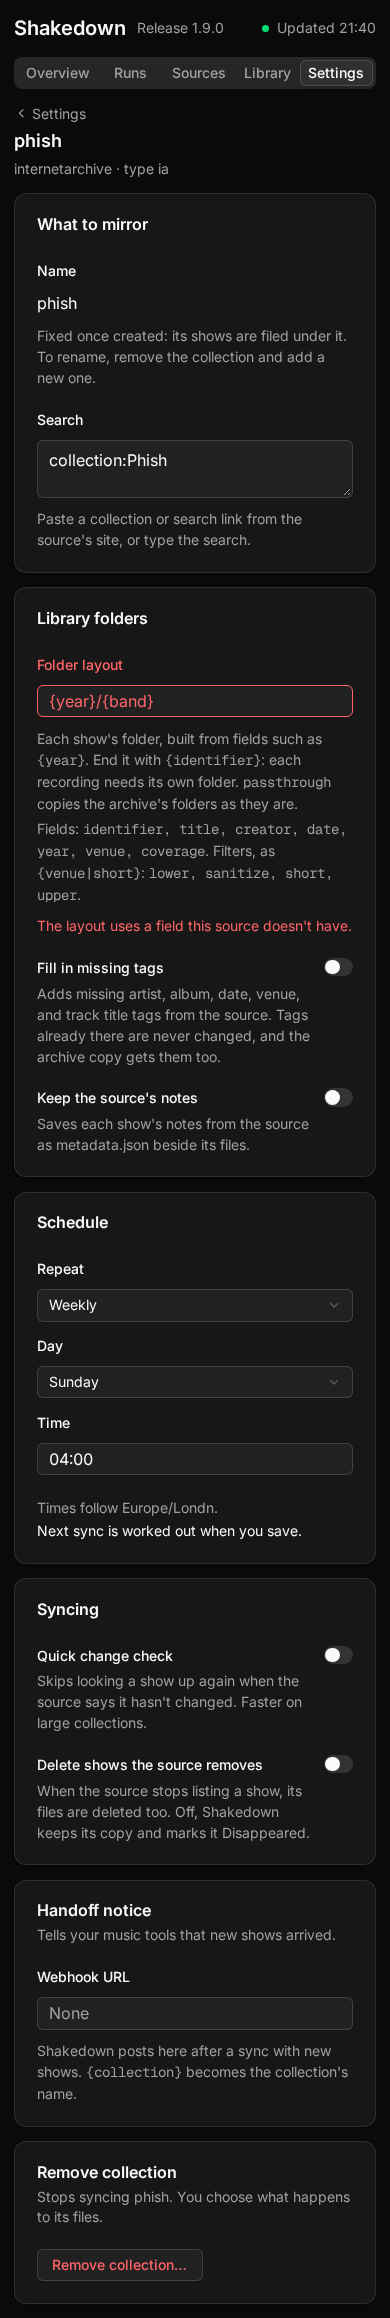 Shakedown Release 1.9.0 Updated 21:40
Overview Runs Sources Library Settings
Settings
phish
internetarchive · type ia
What to mirror
Name
phish
Fixed once created: its shows are filed under it.
To rename, remove the collection and add a
new one.
Search
collection:Phish
Paste a collection or search link from the
source's site, or type the search.
Library folders
Folder layout
{year}/{band}
Each show's folder, built from fields such as
{year}. End it with {identifier}: each
recording needs its own folder. passthrough
copies the archive's folders as they are.
Fields: identifier, title, creator, date,
year, venue, coverage. Filters, as
{venue|short}: lower, sanitize, short,
upper.
The layout uses a field this source doesn't have.
Fill in missing tags
Adds missing artist, album, date, venue,
and track title tags from the source. Tags
already there are never changed, and the
archive copy gets them too.
Keep the source's notes
Saves each show's notes from the source
as metadata.json beside its files.
Schedule
Repeat
Weekly
Day
Sunday
Time
04:00
Times follow Europe/Londn.
Next sync is worked out when you save.
Syncing
Quick change check
Skips looking a show up again when the
source says it hasn't changed. Faster on
large collections.
Delete shows the source removes
When the source stops listing a show, its
files are deleted too. Off, Shakedown
keeps its copy and marks it Disappeared.
Handoff notice
Tells your music tools that new shows arrived.
Webhook URL
None
Shakedown posts here after a sync with new
shows. {collection} becomes the collection's
name.
Remove collection
Stops syncing phish. You choose what happens
to its files.
Remove collection...